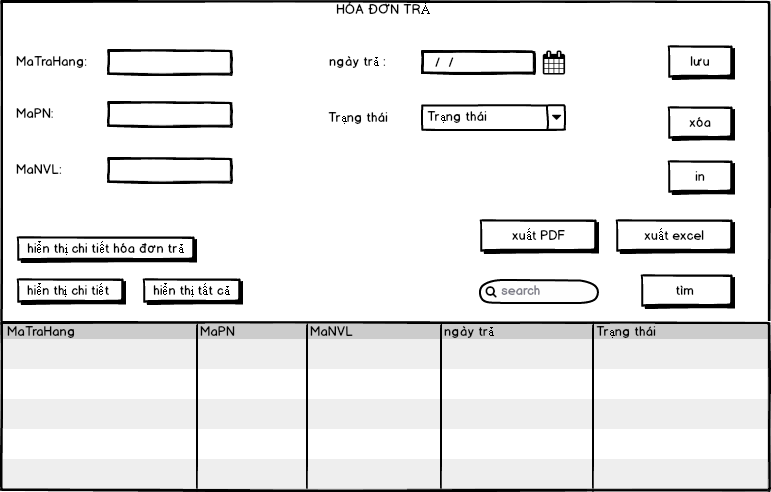 HÓA ĐƠN TRẢ
MaTraHang:
ngày trả :
/ /
lưu
MaPN:
Trạng thái
Trạng thái
xóa
MaNVL:
in
xuất PDF
xuất excel
hiển thị chi tiết hóa đơn trả
hiển thị chi tiết
hiển thị tất cả
search
tìm
MaTraHang
MaPN
MaNVL
ngày trả
Trạng thái